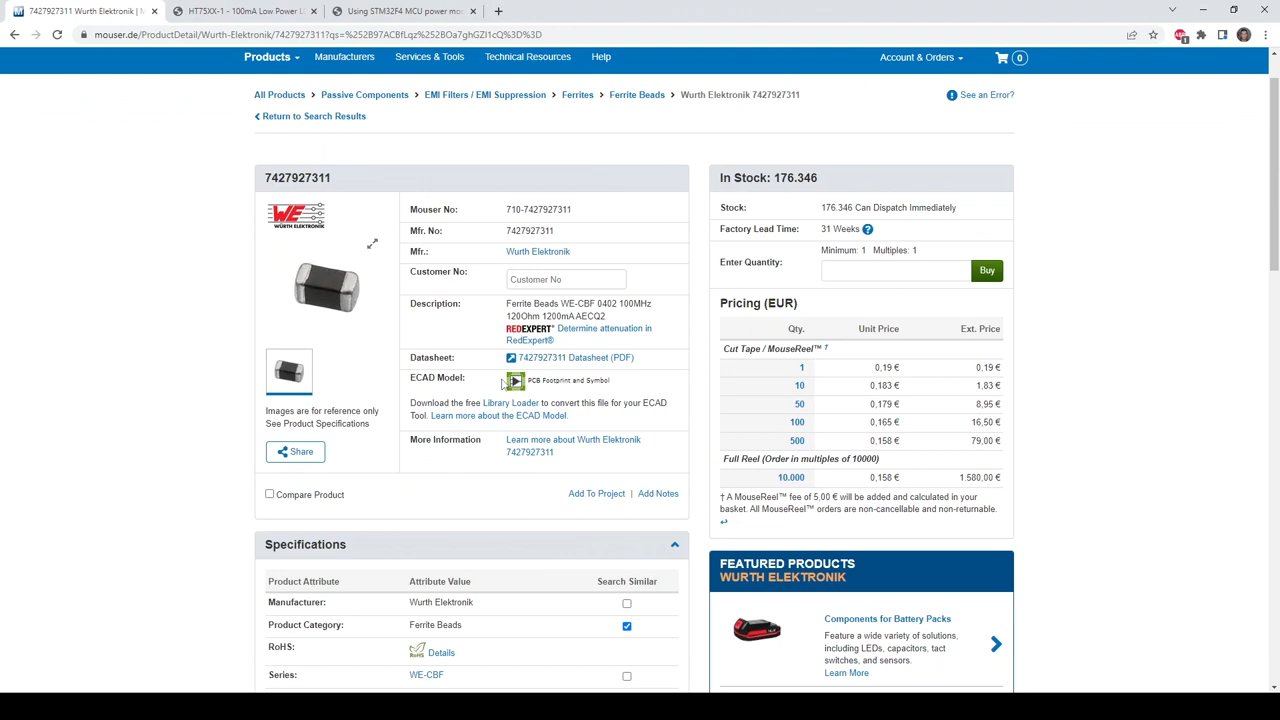 7427927311 Wurth Elektronik | M
HT75XX-1 - 100mA Low Power L
Using STM32F4 MCU power mo
mouser.de/ProductDetail/Wurth-Elektronik/7427927311?qs=%252B97ACBfLqz%252BOa7ghGZI1cQ%3D%3D
Products
Manufacturers
Services & Tools
Technical Resources
Help
Account & Orders
0
All Products > Passive Components > EMI Filters / EMI Suppression > Ferrites > Ferrite Beads > Wurth Elektronik 7427927311
See an Error?
Return to Search Results
7427927311
WE
WÜRTH ELEKTRONIK
Images are for reference only
See Product Specifications
Share
Mouser No: 710-7427927311
Mfr. No: 7427927311
Mfr.: Wurth Elektronik
Customer No: Customer No
Description: Ferrite Beads WE-CBF 0402 100MHz
120Ohm 1200mA AECQ2
REDEXPERT® Determine attenuation in
RedExpert®
Datasheet: 7427927311 Datasheet (PDF)
ECAD Model: PCB Footprint and Symbol
Download the free Library Loader to convert this file for your ECAD
Tool. Learn more about the ECAD Model.
More Information Learn more about Wurth Elektronik
7427927311
Compare Product
Add To Project | Add Notes
In Stock: 176.346
Stock: 176.346 Can Dispatch Immediately
Factory Lead Time: 31 Weeks ?
Minimum: 1 Multiples: 1
Enter Quantity:
Buy
Pricing (EUR)
Qty. Unit Price Ext. Price
Cut Tape / MouseReel™ †
1 0,19 € 0,19 €
10 0,183 € 1,83 €
50 0,179 € 8,95 €
100 0,165 € 16,50 €
500 0,158 € 79,00 €
Full Reel (Order in multiples of 10000)
10.000 0,158 € 1.580,00 €
† A MouseReel™ fee of 5,00 € will be added and calculated in your
basket. All MouseReel™ orders are non-cancellable and non-returnable.
Specifications
Product Attribute Attribute Value Search Similar
Manufacturer: Wurth Elektronik
Product Category: Ferrite Beads
RoHS: RoHS Details
Series: WE-CBF
FEATURED PRODUCTS
WURTH ELEKTRONIK
Components for Battery Packs
Feature a wide variety of solutions,
including LEDs, capacitors, tact
switches, and sensors.
Learn More